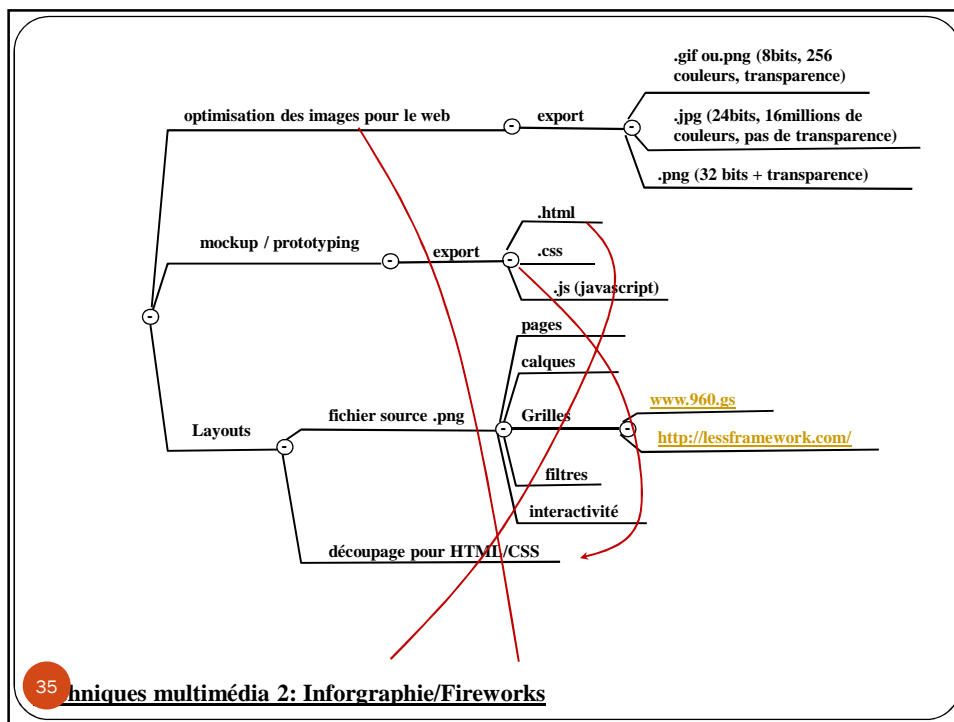 .gif ou.png (8bits, 256
couleurs, transparence)
optimisation des images pour le web
export
.jpg (24bits, 16millions de
couleurs, pas de transparence)
.png (32 bits + transparence)
.html
mockup / prototyping
export
.css
.js (javascript)
pages
calques
fichier source .png
Grilles
www.960.gs
Layouts
http://lessframework.com/
filtres
interactivité
découpage pour HTML/CSS
35
hniques multimédia 2: Inforgraphie/Fireworks